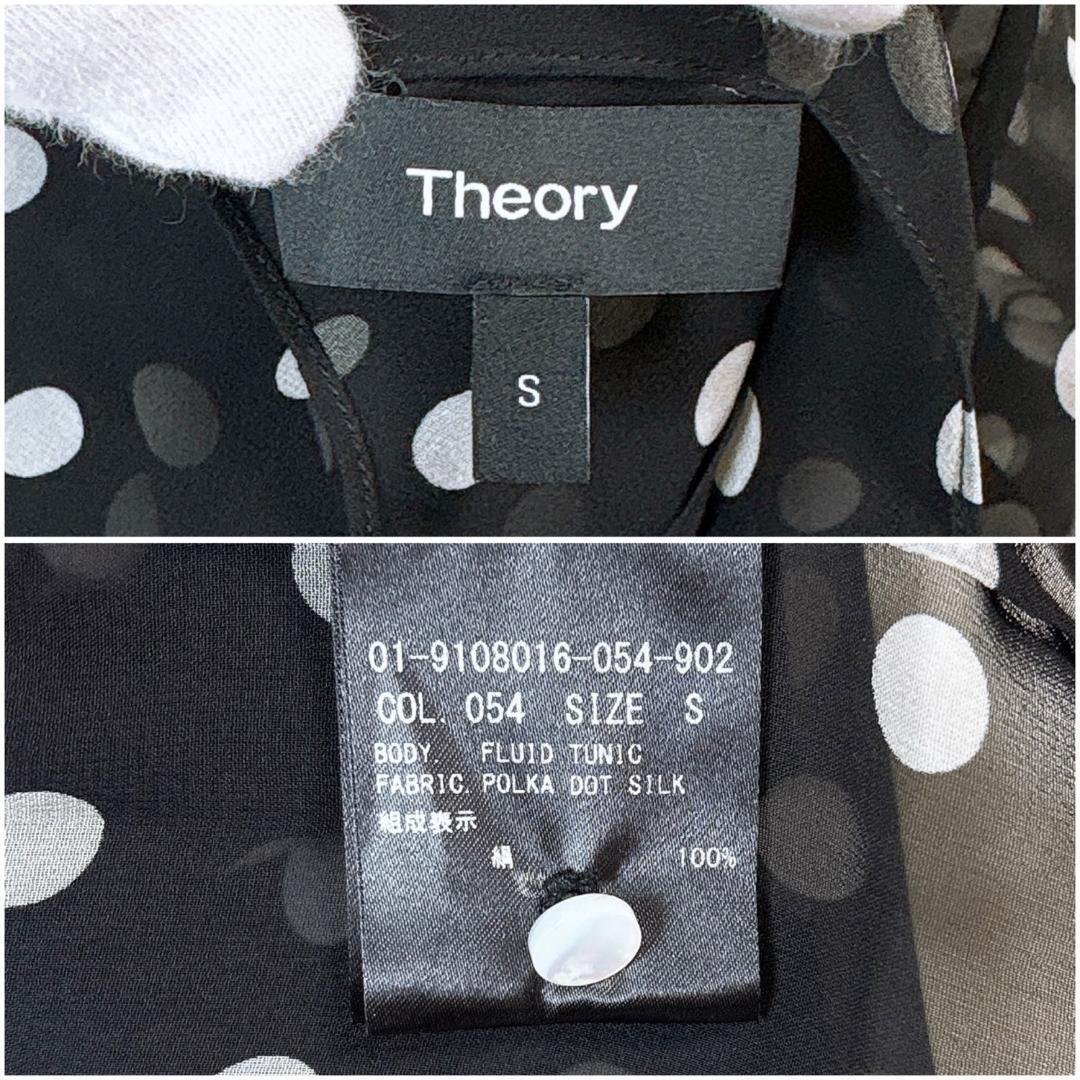 Theory
S
01-9108016-054-902
COL. 054 SIZE S
BODY. FLUID TUNIC
FABRIC. POLKA DOT SILK
組成表示
絹 100%